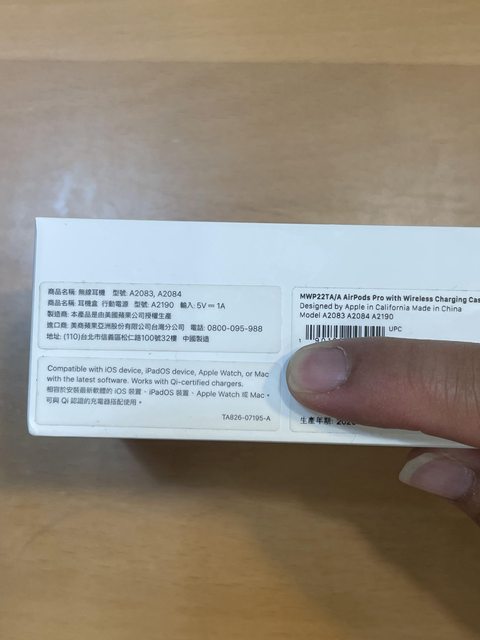 商品名稱: 無線耳機 型號: A2083, A2084
商品名稱: 耳機盒 行動電源 型號: A2190 輸入: 5V⎓1A
製造商: 本產品是由美國蘋果公司授權生產
進口商: 美商蘋果亞洲股份有限公司台灣分公司 電話: 0800-095-988
地址: (110)台北市信義區松仁路100號32樓 中國製造
Compatible with iOS device, iPadOS device, Apple Watch, or Mac
with the latest software. Works with Qi-certified chargers.
相容於安裝最新軟體的 iOS 裝置、iPadOS 裝置、Apple Watch 或 Mac。
可與 Qi 認證的充電器搭配使用。
TA826-07195-A
MWP22TA/A AirPods Pro with Wireless Charging Cas
Designed by Apple in California Made in China
Model A2083 A2084 A2190
UPC
1
生產年期: